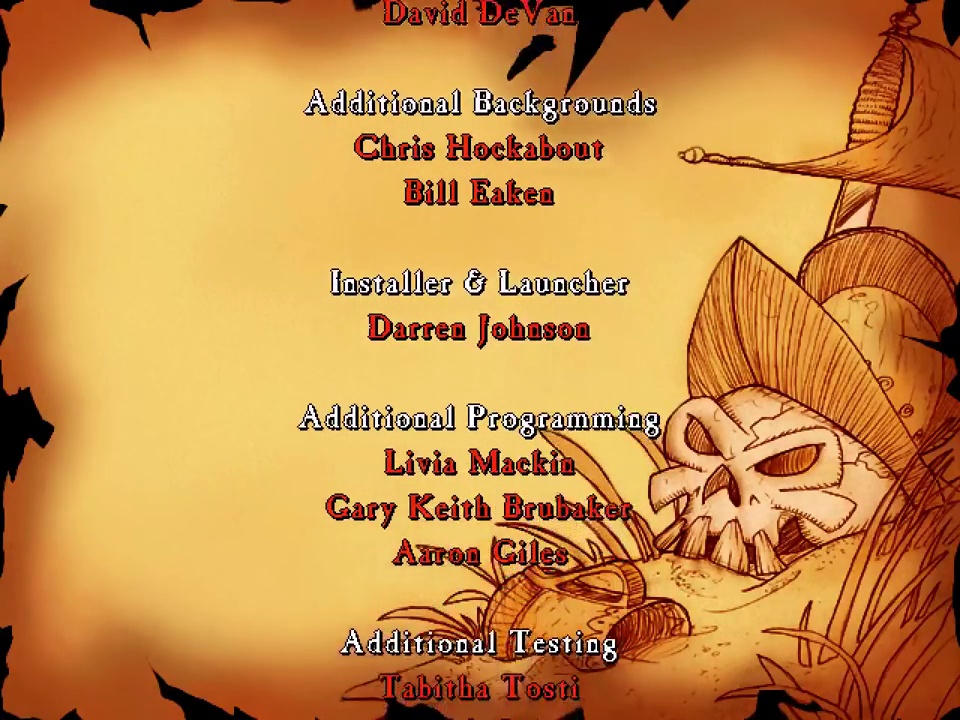 David DeVan
Additional Backgrounds
Chris Hockabout
Bill Eaken
Installer & Launcher
Darren Johnson
Additional Programming
Livia Mackin
Gary Keith Brubaker
Aaron Giles
Additional Testing
Tabitha Tosti